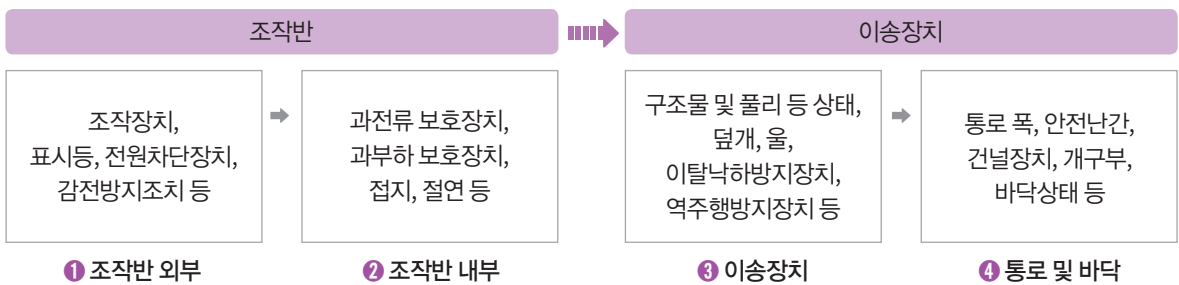 조작반
이송장치
조작장치,
표시등, 전원차단장치,
감전방지조치 등
과전류 보호장치,
과부하 보호장치,
접지, 절연 등
구조물 및 풀리 등 상태,
덮개, 울,
이탈낙하방지장치,
역주행방지장치 등
통로 폭, 안전난간,
건널장치, 개구부,
바닥상태 등
❶ 조작반 외부
❷ 조작반 내부
❸ 이송장치
❹ 통로 및 바닥